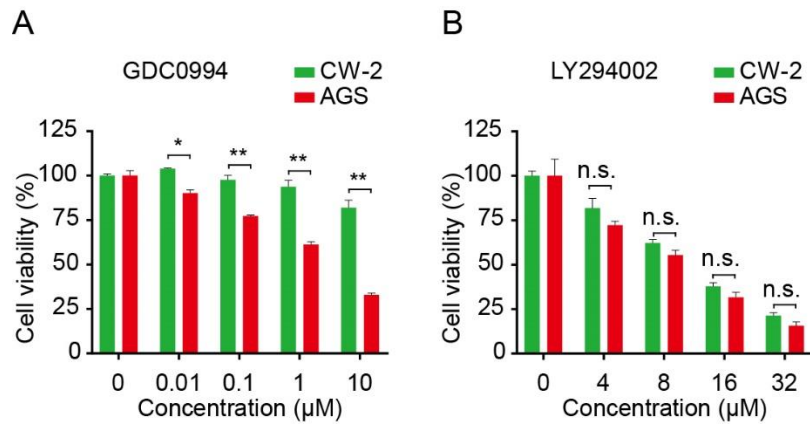 A
GDC0994
CW-2
AGS
Cell viability (%)
125
100
75
50
25
0
*
**
**
**
0 0.01 0.1 1 10
Concentration (μM)
B
LY294002
CW-2
AGS
Cell viability (%)
125
100
75
50
25
0
n.s.
n.s.
n.s.
n.s.
0 4 8 16 32
Concentration (μM)